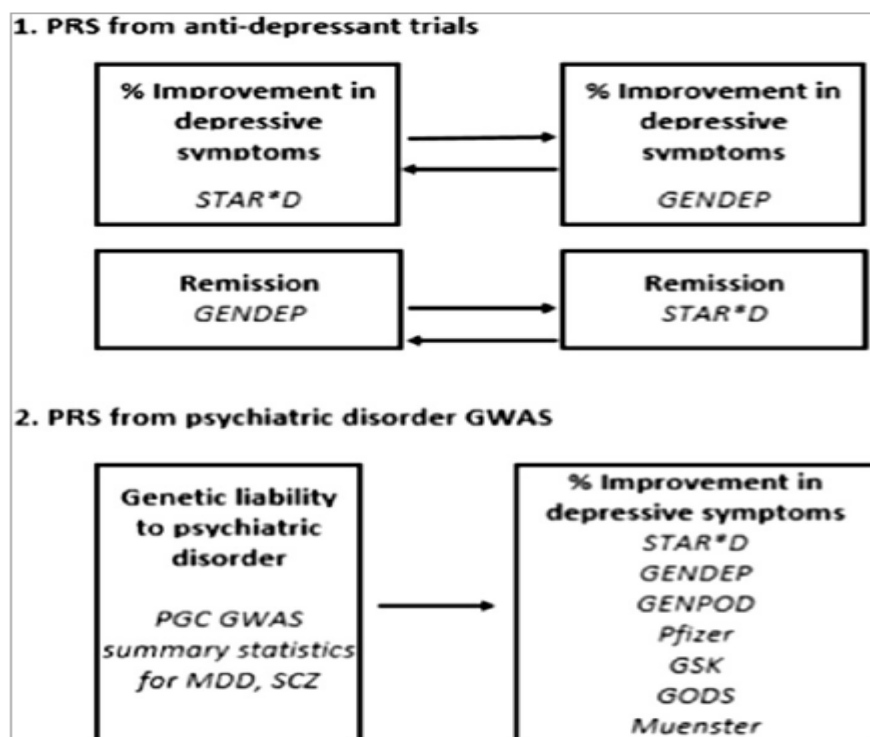 1. PRS from anti-depressant trials
% Improvement in
depressive
symptoms
STAR*D
% Improvement in
depressive
symptoms
GENDEP
Remission
GENDEP
Remission
STAR*D
2. PRS from psychiatric disorder GWAS
Genetic liability
to psychiatric
disorder
PGC GWAS
summary statistics
for MDD, SCZ
% Improvement in
depressive symptoms
STAR*D
GENDEP
GENPOD
Pfizer
GSK
GODS
Muenster